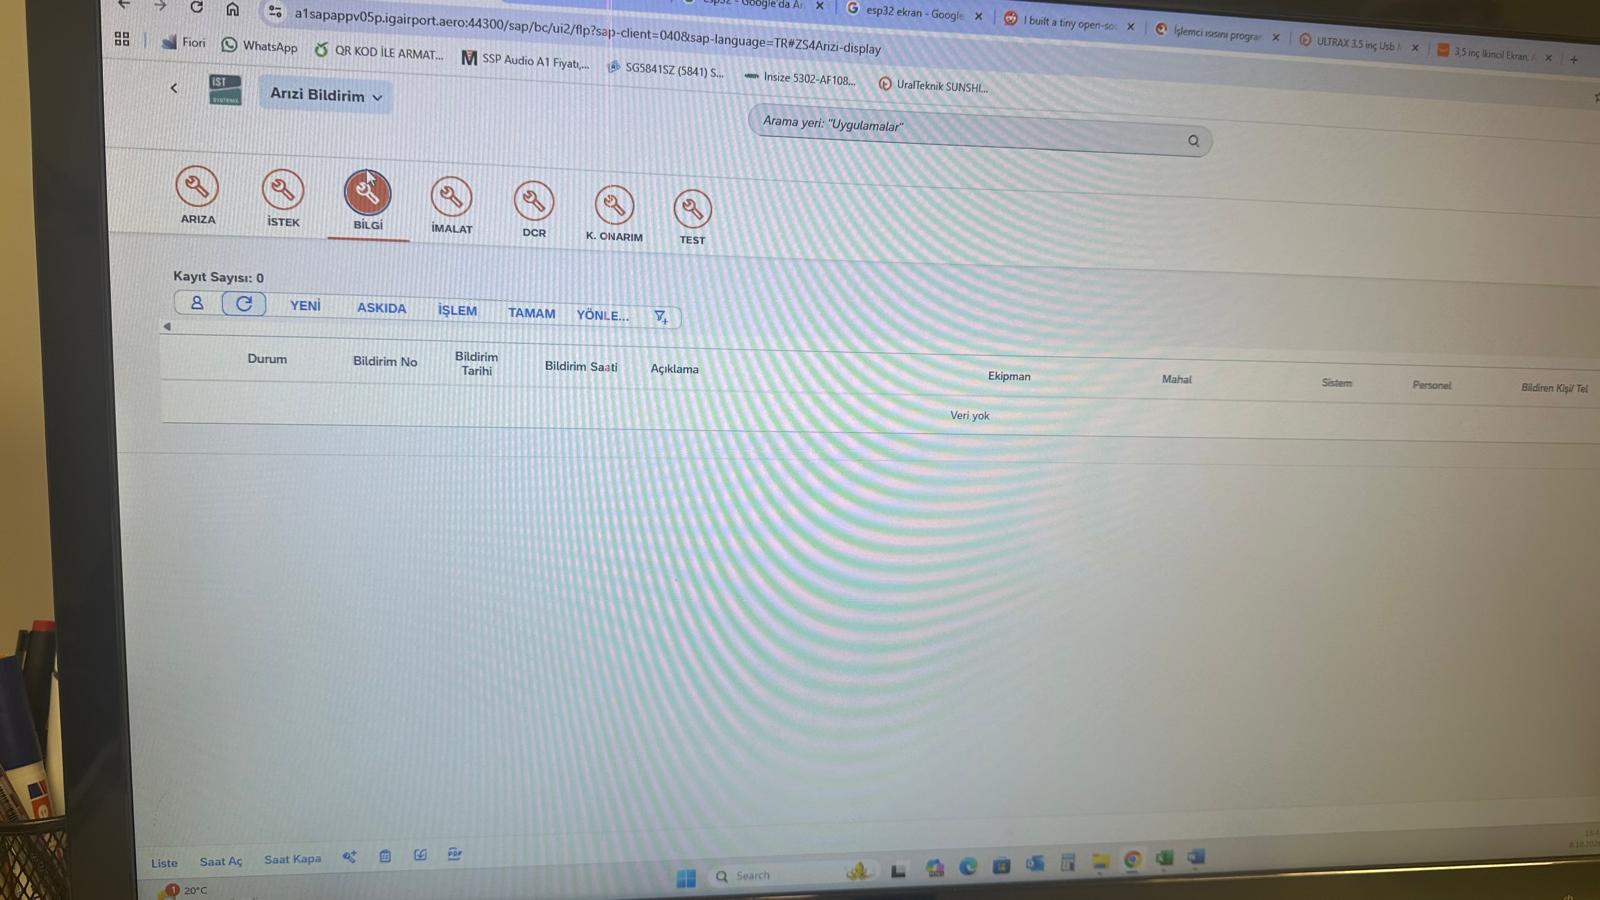 esp32 ekran - Google
I built a tiny open-so
İşlemci ısısını progra
ULTRAX 3.5 inç Usb
3,5 inç İkincil Ekran, A
a1sapappv05p.igairport.aero:44300/sap/bc/ui2/flp?sap-client=040&sap-language=TR#ZS4Arizi-display
Fiori
WhatsApp
QR KOD İLE ARMAT...
SSP Audio A1 Fiyatı,...
SG5841SZ (5841) S...
Insize 5302-AF108...
UralTeknik SUNSHI...
İST
SYSTEMS
Arızi Bildirim
Arama yeri: "Uygulamalar"
ARIZA
İSTEK
BİLGİ
İMALAT
DCR
K. ONARIM
TEST
Kayıt Sayısı: 0
YENİ
ASKIDA
İŞLEM
TAMAM
YÖNLE...
Durum
Bildirim No
Bildirim
Tarihi
Bildirim Saati
Açıklama
Ekipman
Mahal
Sistem
Personel
Bildiren Kişi/ Tel
Veri yok
Liste
Saat Aç
Saat Kapa
PDF
1
20°C
Search